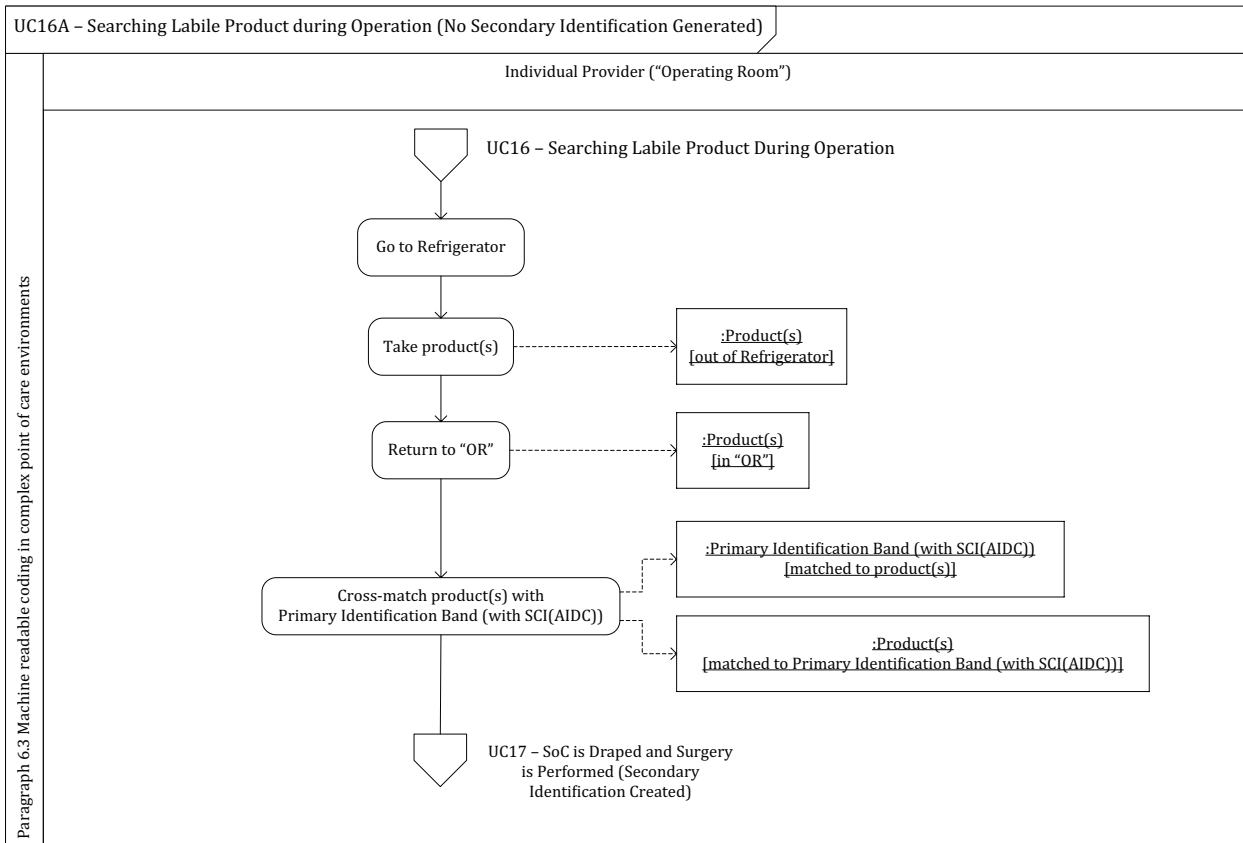 UC16A – Searching Labile Product during Operation (No Secondary Identification Generated)
Individual Provider (“Operating Room”)
Paragraph 6.3 Machine readable coding in complex point of care environments
UC16 – Searching Labile Product During Operation
Go to Refrigerator
Take product(s)
:Product(s)
[out of Refrigerator]
Return to “OR”
:Product(s)
[in “OR”]
Cross-match product(s) with
Primary Identification Band (with SCI(AIDC))
:Primary Identification Band (with SCI(AIDC))
[matched to product(s)]
:Product(s)
[matched to Primary Identification Band (with SCI(AIDC))]
UC17 – SoC is Draped and Surgery
is Performed (Secondary
Identification Created)